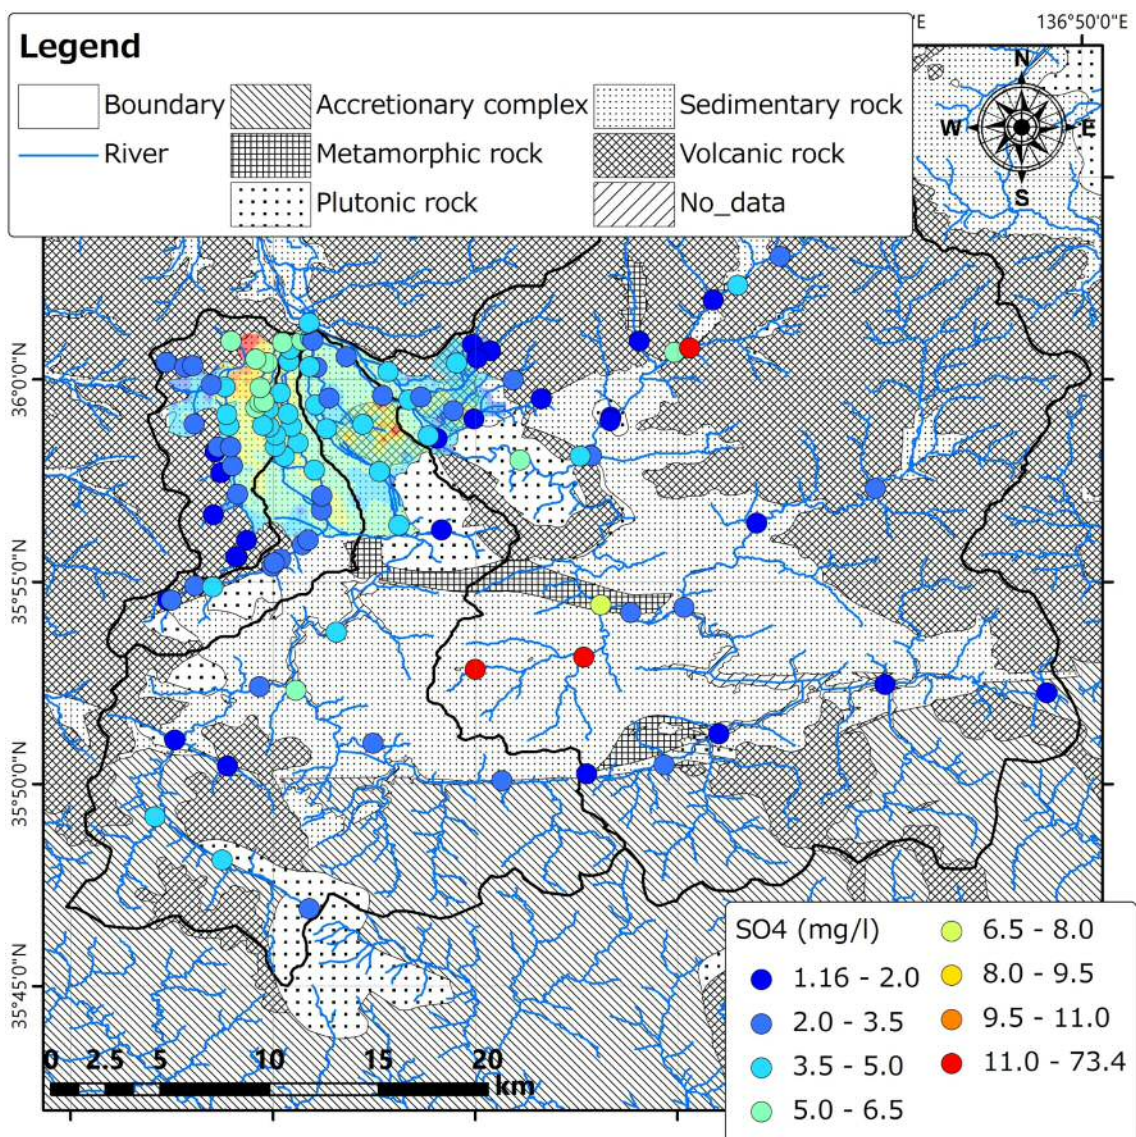 136°50'0"E
'E
Legend
Boundary
Accretionary complex
Sedimentary rock
River
Metamorphic rock
Volcanic rock
Plutonic rock
No_data
N
W
E
S
36°0'0"N
35°55'0"N
35°50'0"N
35°45'0"N
0 2.5 5 10 15 20
km
SO4 (mg/l)
1.16 - 2.0
2.0 - 3.5
3.5 - 5.0
5.0 - 6.5
6.5 - 8.0
8.0 - 9.5
9.5 - 11.0
11.0 - 73.4